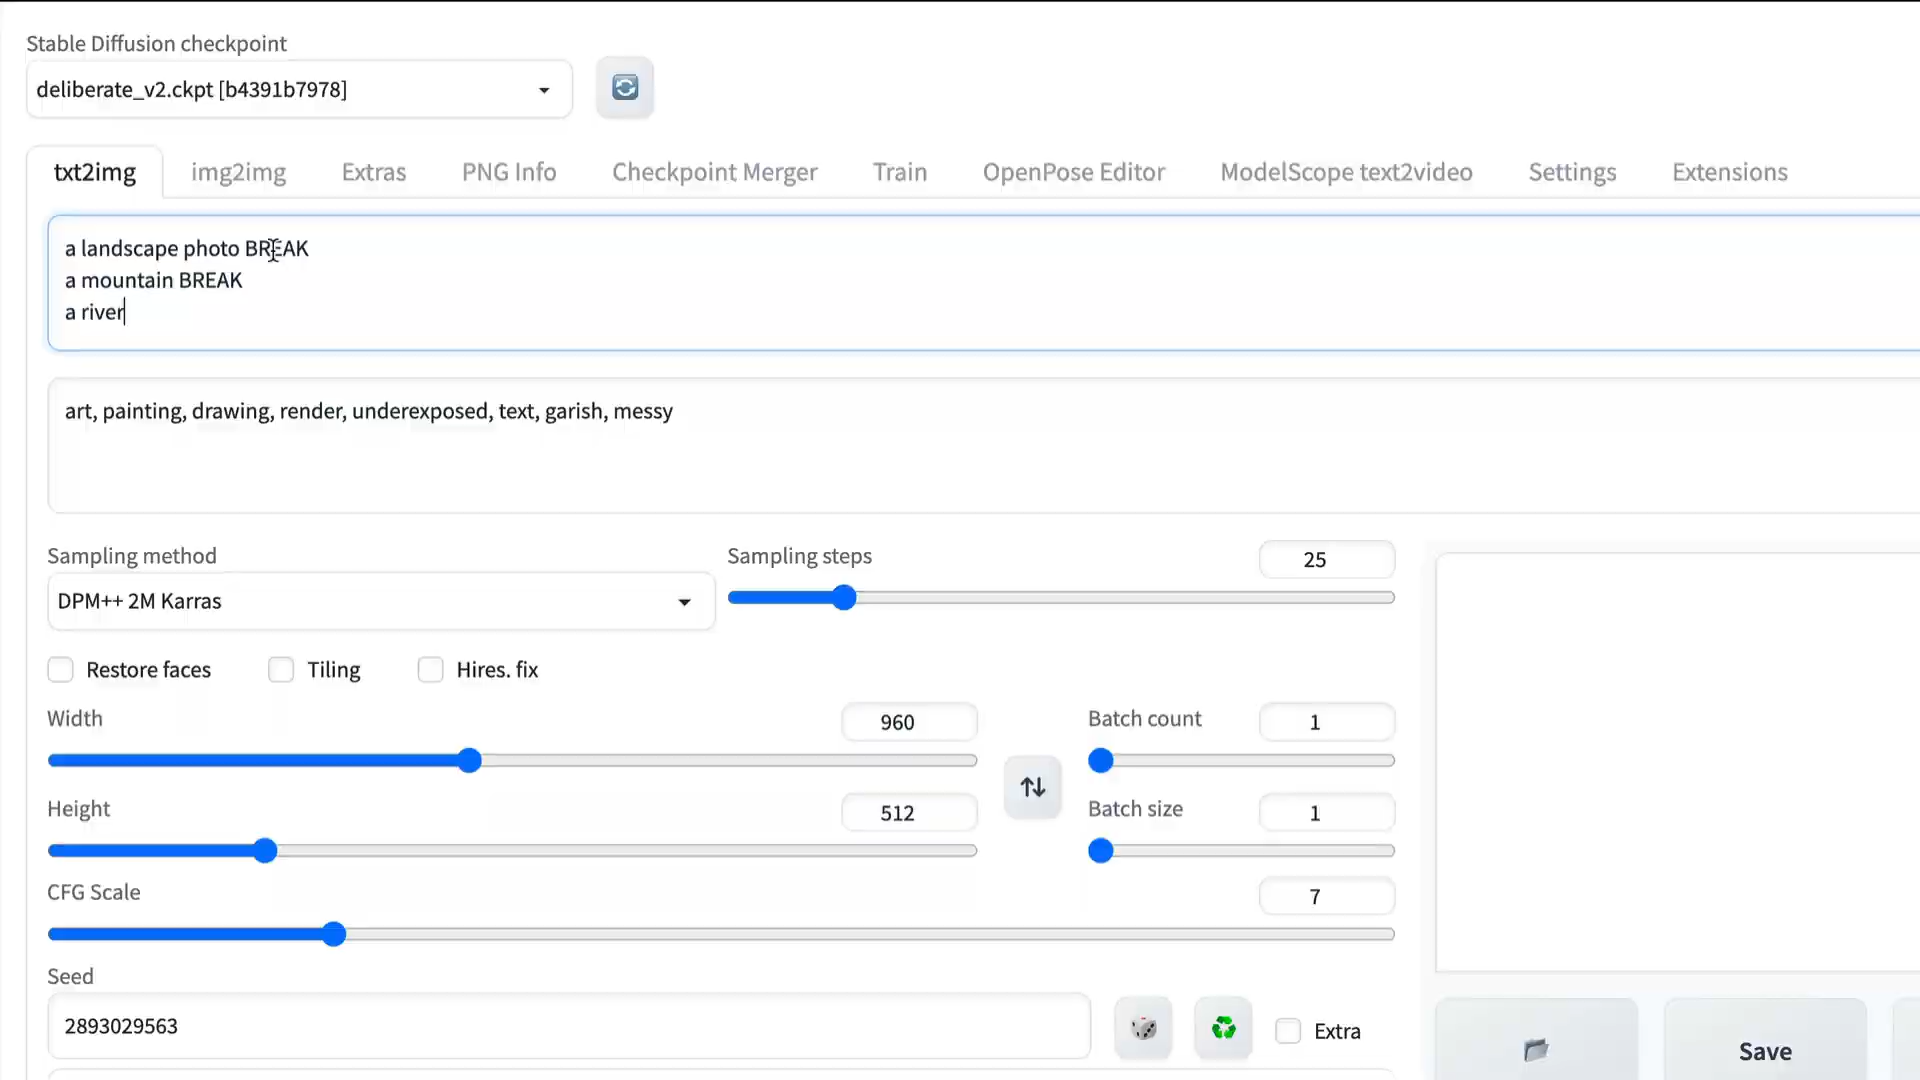 Stable Diffusion checkpoint
deliberate_v2.ckpt [b4391b7978]
txt2img img2img Extras PNG Info Checkpoint Merger Train OpenPose Editor ModelScope text2video Settings Extensions
a landscape photo BREAK
a mountain BREAK
a river
art, painting, drawing, render, underexposed, text, garish, messy
Sampling method Sampling steps 25
DPM++ 2M Karras
Restore faces Tiling Hires. fix
Width 960 Batch count 1
Height 512 Batch size 1
CFG Scale 7
Seed
2893029563 Extra
Save